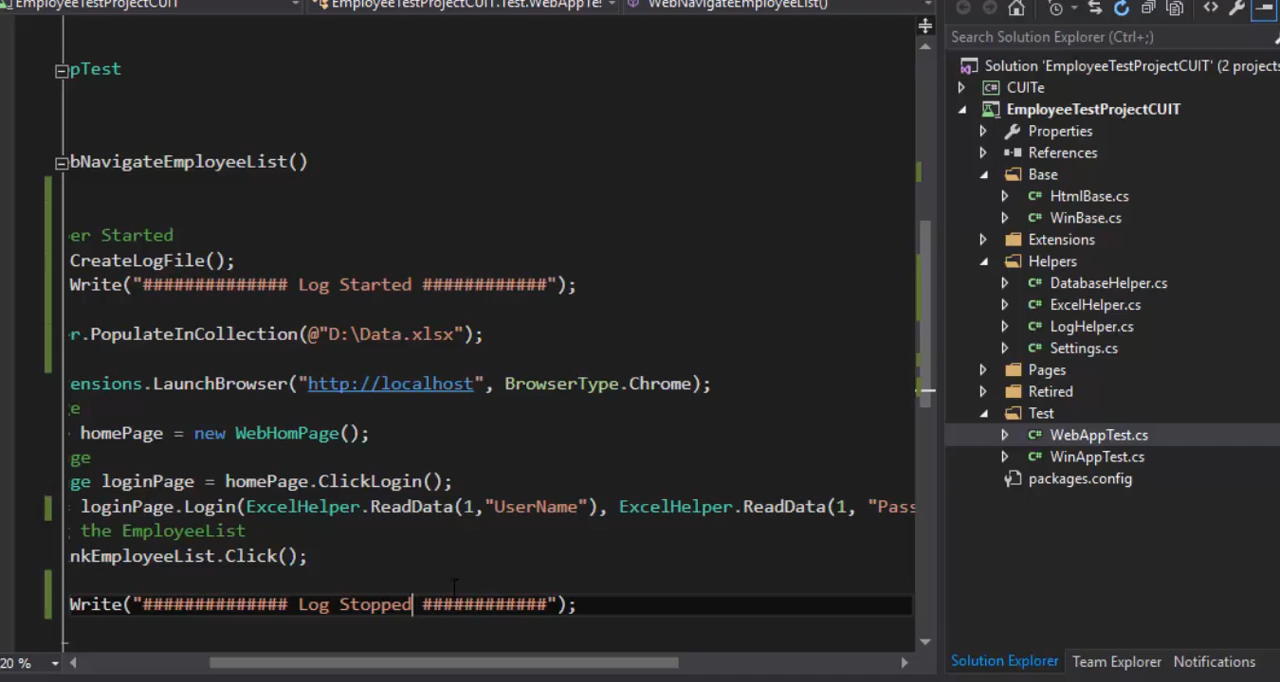 EmployeeTestProjectCUIT
EmployeeTestProjectCUIT.Test.WebAppTes
WebNavigateEmployeeList()
pTest
bNavigateEmployeeList()
er Started
CreateLogFile();
Write("############## Log Started ############");
r.PopulateInCollection(@"D:\Data.xlsx");
ensions.LaunchBrowser("http://localhost", BrowserType.Chrome);
e
homePage = new WebHomPage();
ge
ge loginPage = homePage.ClickLogin();
loginPage.Login(ExcelHelper.ReadData(1,"UserName"), ExcelHelper.ReadData(1, "Pass
the EmployeeList
nkEmployeeList.Click();
Write("############## Log Stopped ############");
20 %
Search Solution Explorer (Ctrl+;)
Solution 'EmployeeTestProjectCUIT' (2 projects
C# CUITe
EmployeeTestProjectCUIT
Properties
References
Base
C# HtmlBase.cs
C# WinBase.cs
Extensions
Helpers
C# DatabaseHelper.cs
C# ExcelHelper.cs
C# LogHelper.cs
C# Settings.cs
Pages
Retired
Test
C# WebAppTest.cs
C# WinAppTest.cs
packages.config
Solution Explorer Team Explorer Notifications